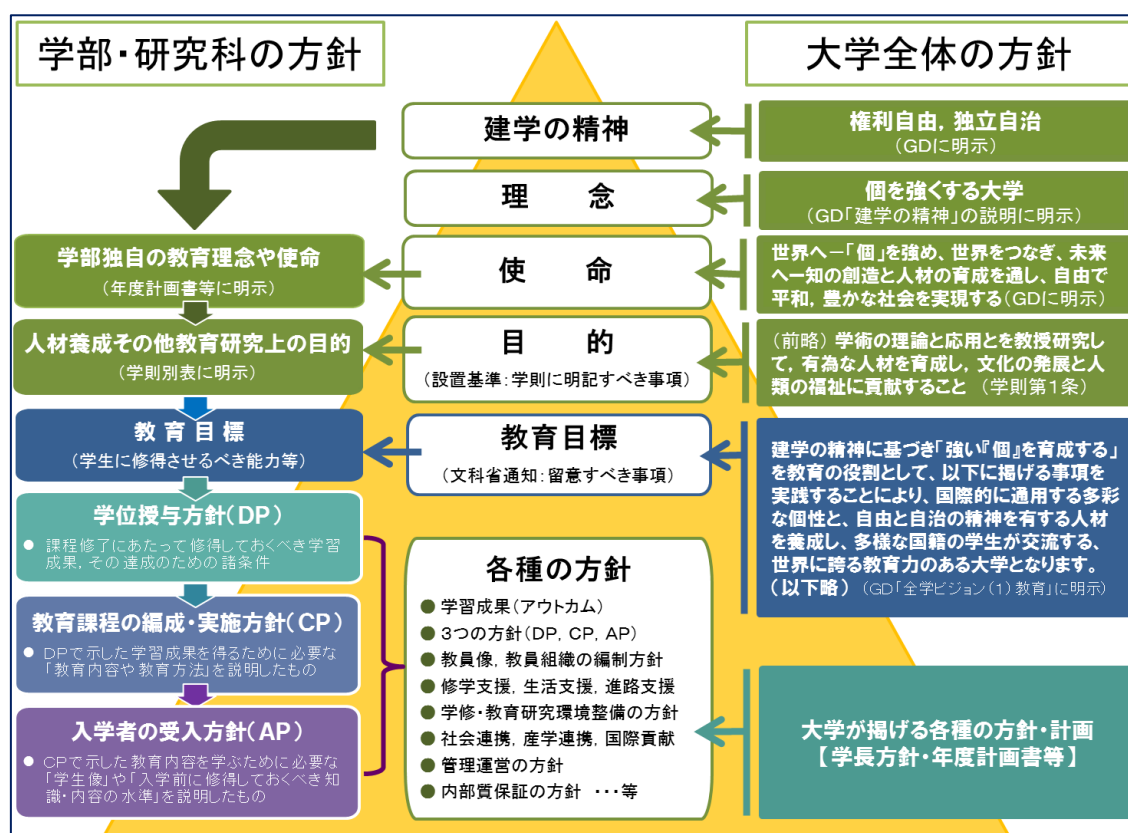 学部・研究科の方針
学部独自の教育理念や使命
（年度計画書等に明示）
人材養成その他教育研究上の目的
（学則別表に明示）
教育目標
（学生に修得させるべき能力等）
学位授与方針（DP）
● 課程修了にあたって修得しておくべき学習
成果，その達成のための諸条件
教育課程の編成・実施方針（CP）
● DPで示した学習成果を得るために必要な
「教育内容や教育方法」を説明したもの
入学者の受入方針（AP）
● CPで示した教育内容を学ぶために必要な
「学生像」や「入学前に修得しておくべき知
識・内容の水準」を説明したもの
建学の精神
理　念
使　命
目　的
（設置基準：学則に明記すべき事項）
教育目標
（文科省通知：留意すべき事項）
各種の方針
● 学習成果（アウトカム）
● 3つの方針（DP，CP，AP）
● 教員像，教員組織の編制方針
● 修学支援，生活支援，進路支援
● 学修・教育研究環境整備の方針
● 社会連携，産学連携，国際貢献
● 管理運営の方針
● 内部質保証の方針　・・・等
大学全体の方針
権利自由，独立自治
（GDに明示）
個を強くする大学
（GD「建学の精神」の説明に明示）
世界へ－「個」を強め、世界をつなぎ、未来
へ－知の創造と人材の育成を通し、自由で
平和，豊かな社会を実現する（GDに明示）
（前略） 学術の理論と応用とを教授研究し
て，有為な人材を育成し，文化の発展と人
類の福祉に貢献すること （学則第1条）
建学の精神に基づき「強い『個』を育成する」
を教育の役割として、以下に掲げる事項を
実践することにより、国際的に通用する多彩
な個性と、自由と自治の精神を有する人材
を養成し、多様な国籍の学生が交流する、
世界に誇る教育力のある大学となります。
（以下略） （GD「全学ビジョン（1）教育」に明示）
大学が掲げる各種の方針・計画
【学長方針・年度計画書等】